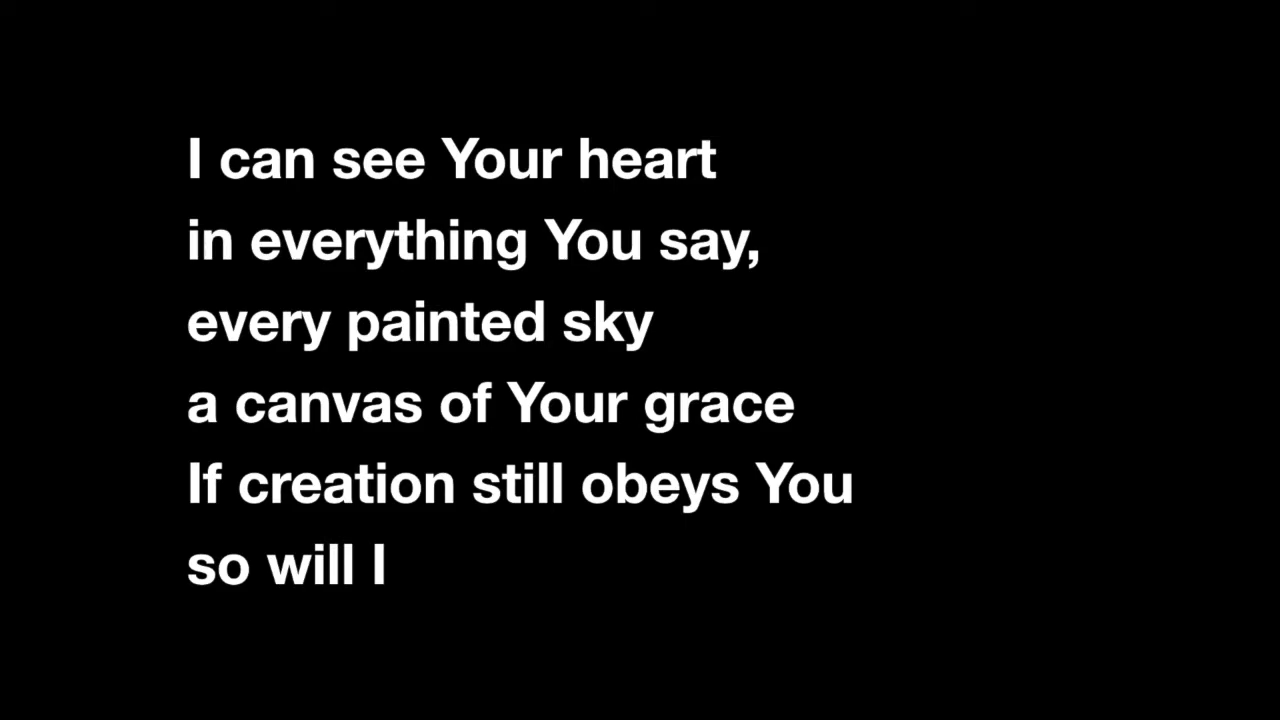 I can see Your heart
in everything You say,
every painted sky
a canvas of Your grace
If creation still obeys You
so will I